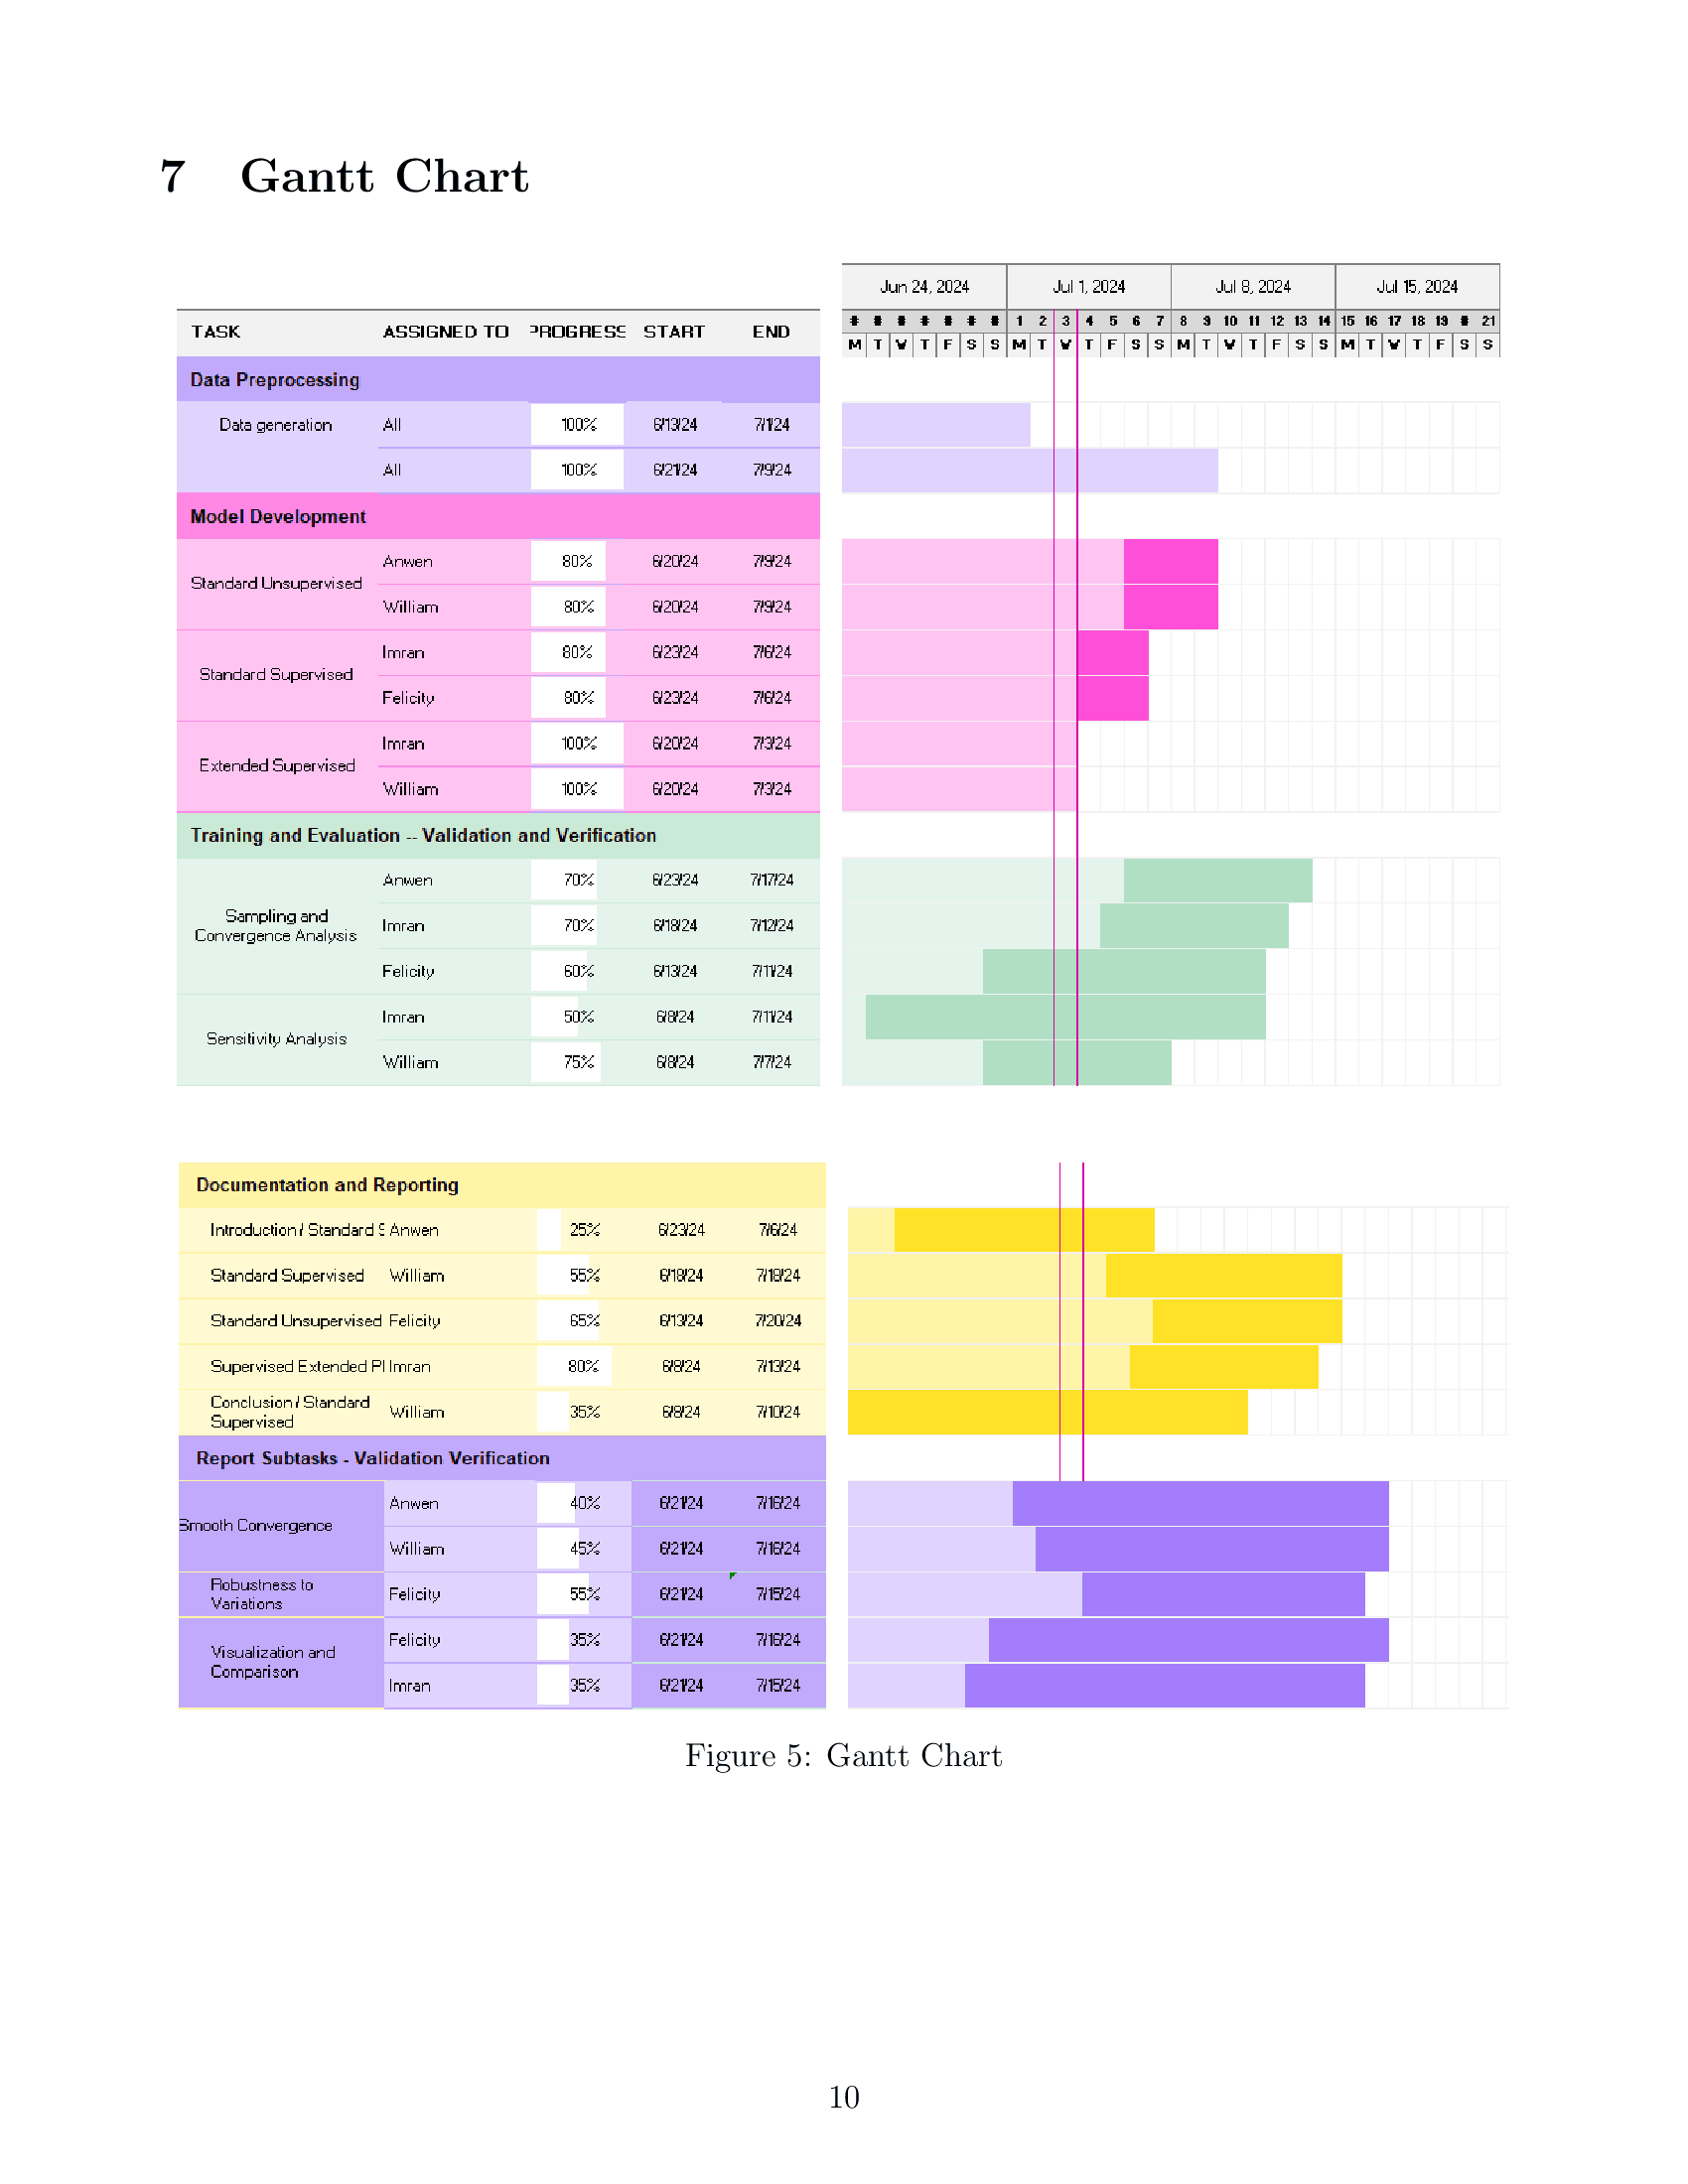 7 Gantt Chart
Jun 24, 2024 Jul 1, 2024 Jul 8, 2024 Jul 15, 2024
TASK ASSIGNED TO PROGRESS START END
# # # # # # # 1 2 3 4 5 6 7 8 9 10 11 12 13 14 15 16 17 18 19 # 21
M T W T F S S M T W T F S S M T W T F S S M T W T F S S
Data Preprocessing
Data generation All 100% 6/13/24 7/1/24
All 100% 6/21/24 7/9/24
Model Development
Standard Unsupervised
Anwen 80% 6/20/24 7/9/24
William 80% 6/20/24 7/9/24
Standard Supervised
Imran 80% 6/23/24 7/6/24
Felicity 80% 6/23/24 7/6/24
Extended Supervised
Imran 100% 6/20/24 7/3/24
William 100% 6/20/24 7/3/24
Training and Evaluation -- Validation and Verification
Sampling and
Convergence Analysis
Anwen 70% 6/23/24 7/17/24
Imran 70% 6/18/24 7/12/24
Felicity 60% 6/13/24 7/11/24
Sensitivity Analysis
Imran 50% 6/8/24 7/11/24
William 75% 6/8/24 7/7/24
Documentation and Reporting
Introduction / Standard S Anwen 25% 6/23/24 7/6/24
Standard Supervised William 55% 6/18/24 7/18/24
Standard Unsupervised Felicity 65% 6/13/24 7/20/24
Supervised Extended Pl Imran 80% 6/8/24 7/13/24
Conclusion / Standard
Supervised
William 35% 6/8/24 7/10/24
Report Subtasks - Validation Verification
Smooth Convergence
Anwen 40% 6/21/24 7/16/24
William 45% 6/21/24 7/16/24
Robustness to
Variations
Felicity 55% 6/21/24 7/15/24
Visualization and
Comparison
Felicity 35% 6/21/24 7/16/24
Imran 35% 6/21/24 7/15/24
Figure 5: Gantt Chart
10